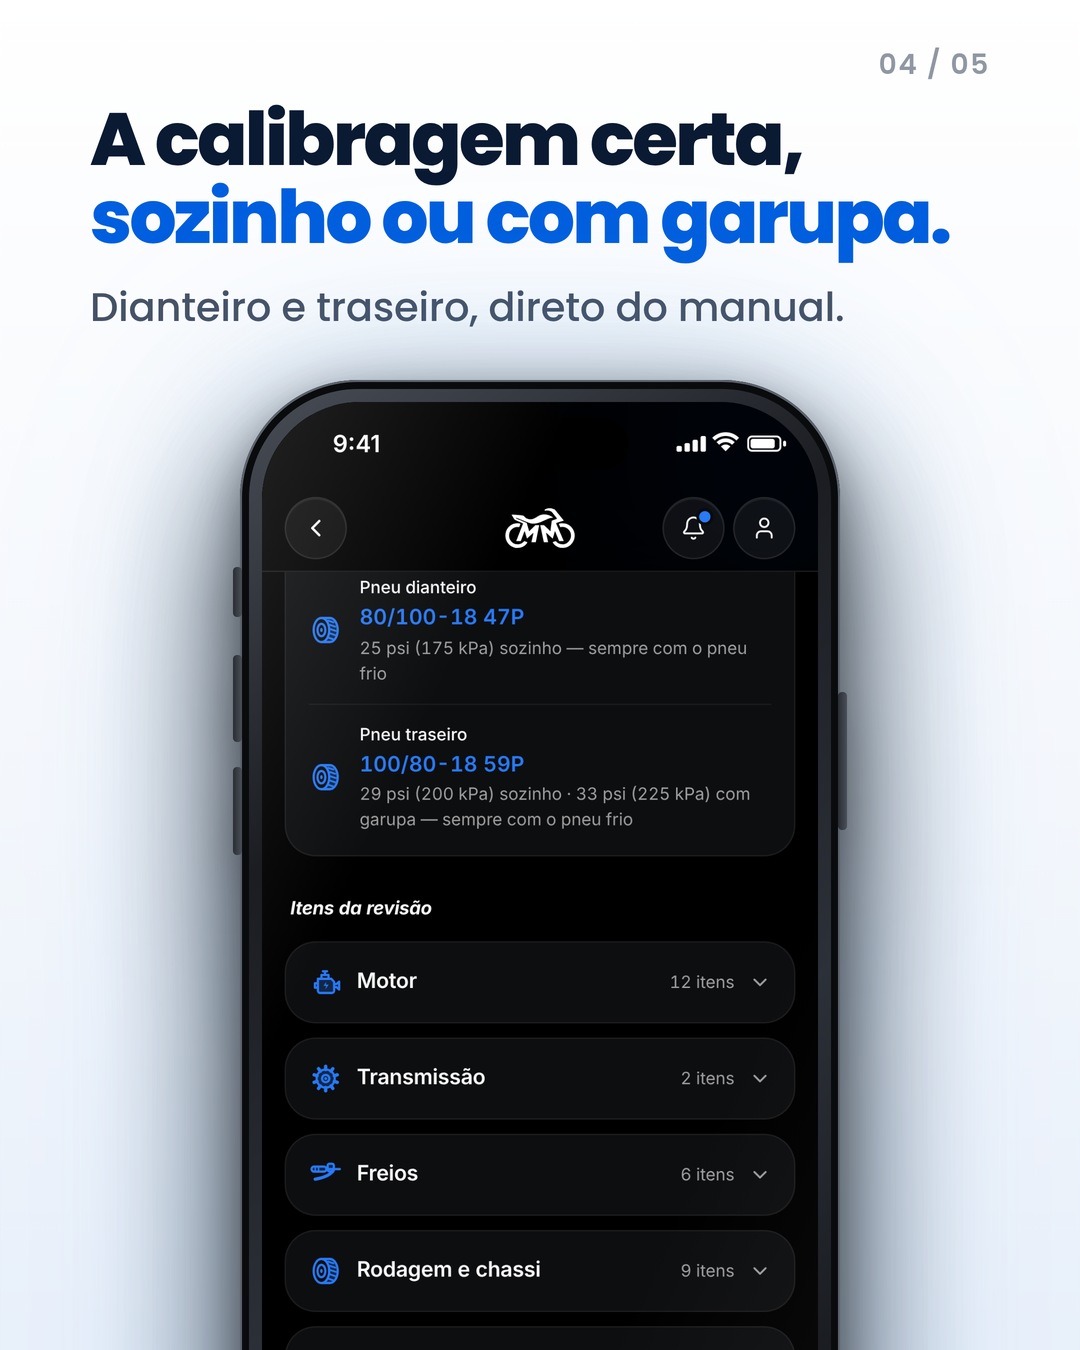 04 / 05
A calibragem certa,
sozinho ou com garupa.
Dianteiro e traseiro, direto do manual.
9:41
MM
Pneu dianteiro
80/100-18 47P
25 psi (175 kPa) sozinho — sempre com o pneu
frio
Pneu traseiro
100/80-18 59P
29 psi (200 kPa) sozinho · 33 psi (225 kPa) com
garupa — sempre com o pneu frio
Itens da revisão
Motor 12 itens
Transmissão 2 itens
Freios 6 itens
Rodagem e chassi 9 itens